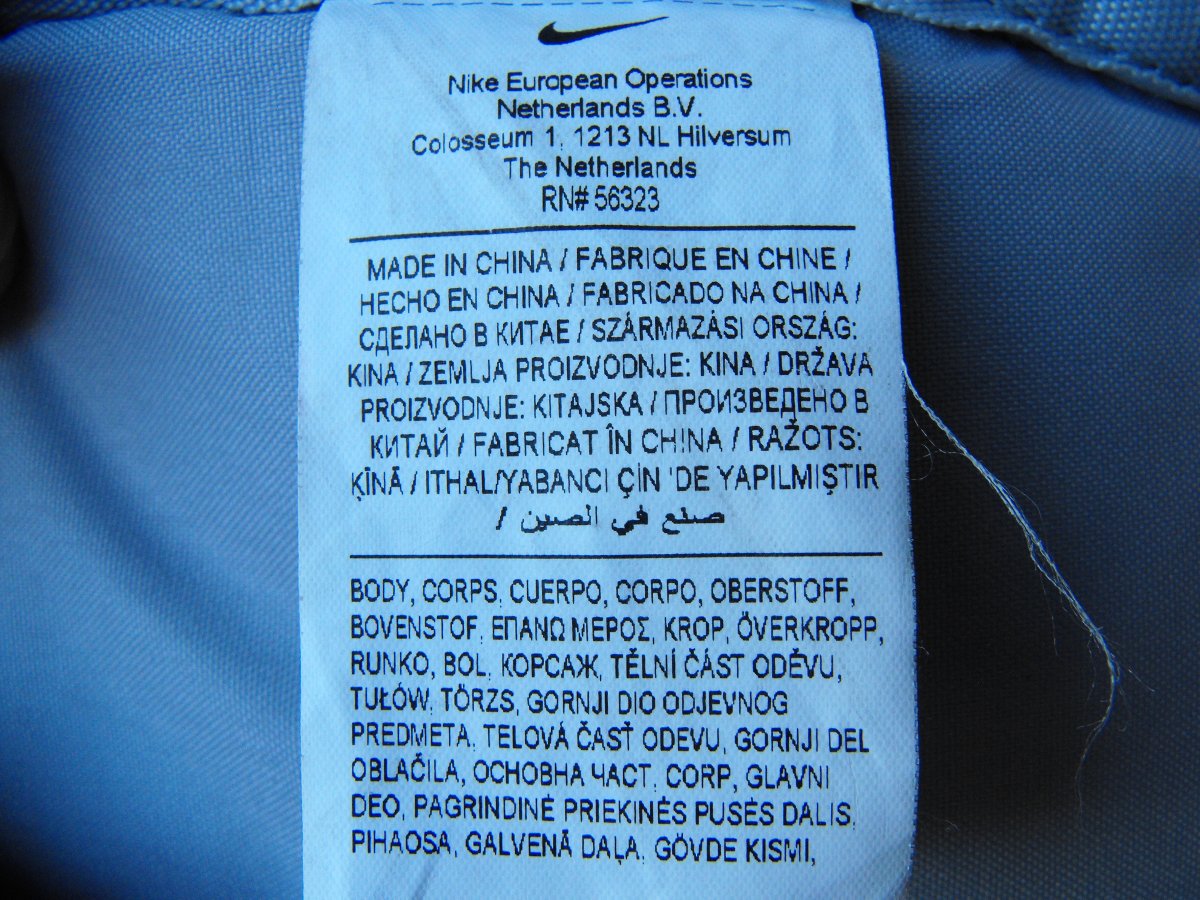 Nike European Operations
Netherlands B.V.
Colosseum 1, 1213 NL Hilversum
The Netherlands
RN# 56323
MADE IN CHINA / FABRIQUE EN CHINE /
HECHO EN CHINA / FABRICADO NA CHINA /
СДЕЛАНО В КИТАЕ / SZÁRMAZÁSI ORSZÁG:
KINA / ZEMLJA PROIZVODNJE: KINA / DRŽAVA
PROIZVODNJE: KITAJSKA / ПРОИЗВЕДЕНО В
КИТАЙ / FABRICAT ÎN CHINA / RAŽOTS:
ĶĪNĀ / ITHAL/YABANCI ÇİN 'DE YAPILMIŞTIR
/ صنع في الصين
BODY, CORPS, CUERPO, CORPO, OBERSTOFF,
BOVENSTOF, ΕΠΑΝΩ ΜΕΡΟΣ, KROP, ÖVERKROPP,
RUNKO, BOL, КОРСАЖ, TĚLNÍ ČÁST ODĚVU,
TUŁÓW, TÖRZS, GORNJI DIO ODJEVNOG
PREDMETA, TELOVÁ ČASŤ ODEVU, GORNJI DEL
OBLAČILA, ОСНОВНА ЧАСТ, CORP, GLAVNI
DEO, PAGRINDINĖ PRIEKINĖS PUSĖS DALIS,
PIHAOSA, GALVENĀ DAĻA, GÖVDE KISMI,